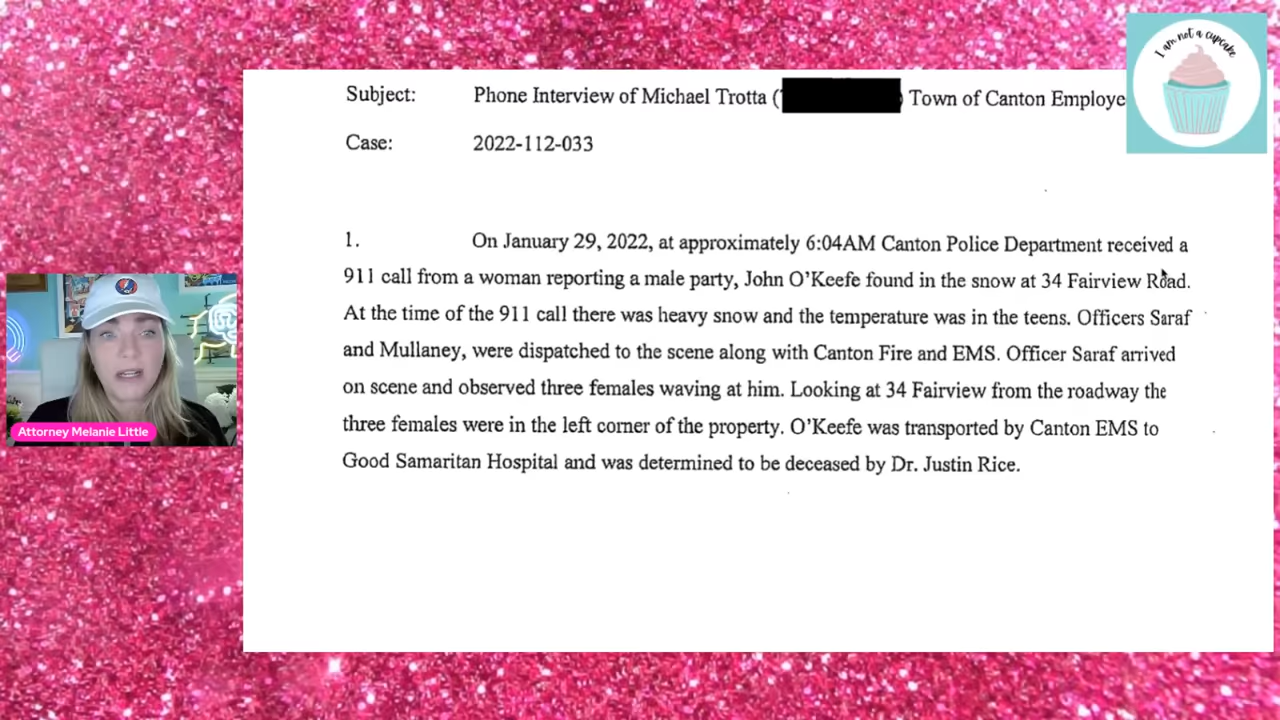 I am not a cupcake
Subject: Phone Interview of Michael Trotta ( ) Town of Canton Employe
Case: 2022-112-033
1. On January 29, 2022, at approximately 6:04AM Canton Police Department received a
911 call from a woman reporting a male party, John O'Keefe found in the snow at 34 Fairview Road.
At the time of the 911 call there was heavy snow and the temperature was in the teens. Officers Saraf
and Mullaney, were dispatched to the scene along with Canton Fire and EMS. Officer Saraf arrived
on scene and observed three females waving at him. Looking at 34 Fairview from the roadway the
three females were in the left corner of the property. O'Keefe was transported by Canton EMS to
Good Samaritan Hospital and was determined to be deceased by Dr. Justin Rice.
Attorney Melanie Little